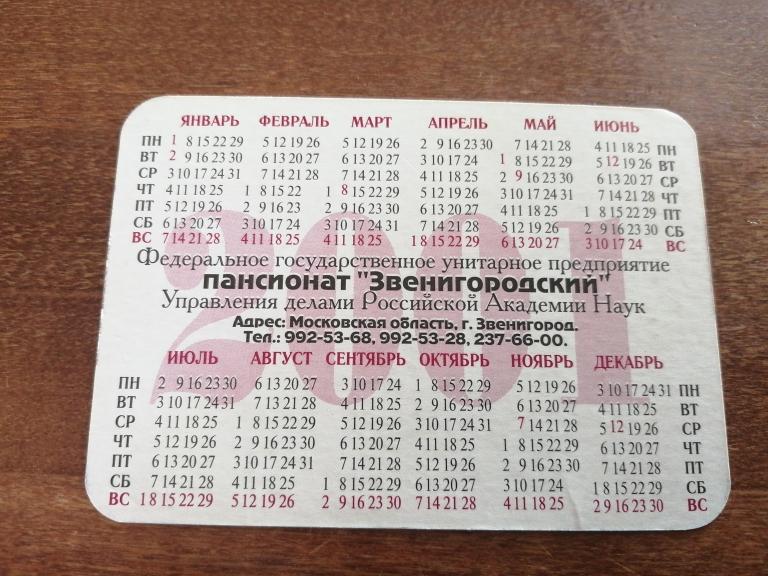 ЯНВАРЬ ФЕВРАЛЬ МАРТ АПРЕЛЬ МАЙ ИЮНЬ
ПН 1 8 15 22 29 5 12 19 26 5 12 19 26 2 9 16 23 30 7 14 21 28 4 11 18 25 ПН
ВТ 2 9 16 23 30 6 13 20 27 6 13 20 27 3 10 17 24 1 8 15 22 29 5 12 19 26 ВТ
СР 3 10 17 24 31 7 14 21 28 7 14 21 28 4 11 18 25 2 9 16 23 30 6 13 20 27 СР
ЧТ 4 11 18 25 1 8 15 22 1 8 15 22 29 5 12 19 26 3 10 17 24 31 7 14 21 28 ЧТ
ПТ 5 12 19 26 2 9 16 23 2 9 16 23 30 6 13 20 27 4 11 18 25 1 8 15 22 29 ПТ
СБ 6 13 20 27 3 10 17 24 3 10 17 24 31 7 14 21 28 5 12 19 26 2 9 16 23 30 СБ
ВС 7 14 21 28 4 11 18 25 4 11 18 25 1 8 15 22 29 6 13 20 27 3 10 17 24 ВС
2001
Федеральное государственное унитарное предприятие
пансионат "Звенигородский"
Управления делами Российской Академии Наук
Адрес: Московская область, г. Звенигород.
Тел.: 992-53-68, 992-53-28, 237-66-00.
ИЮЛЬ АВГУСТ СЕНТЯБРЬ ОКТЯБРЬ НОЯБРЬ ДЕКАБРЬ
ПН 2 9 16 23 30 6 13 20 27 3 10 17 24 1 8 15 22 29 5 12 19 26 3 10 17 24 31 ПН
ВТ 3 10 17 24 31 7 14 21 28 4 11 18 25 2 9 16 23 30 6 13 20 27 4 11 18 25 ВТ
СР 4 11 18 25 1 8 15 22 29 5 12 19 26 3 10 17 24 31 7 14 21 28 5 12 19 26 СР
ЧТ 5 12 19 26 2 9 16 23 30 6 13 20 27 4 11 18 25 1 8 15 22 29 6 13 20 27 ЧТ
ПТ 6 13 20 27 3 10 17 24 31 7 14 21 28 5 12 19 26 2 9 16 23 30 7 14 21 28 ПТ
СБ 7 14 21 28 4 11 18 25 1 8 15 22 29 6 13 20 27 3 10 17 24 1 8 15 22 29 СБ
ВС 1 8 15 22 29 5 12 19 26 2 9 16 23 30 7 14 21 28 4 11 18 25 2 9 16 23 30 ВС